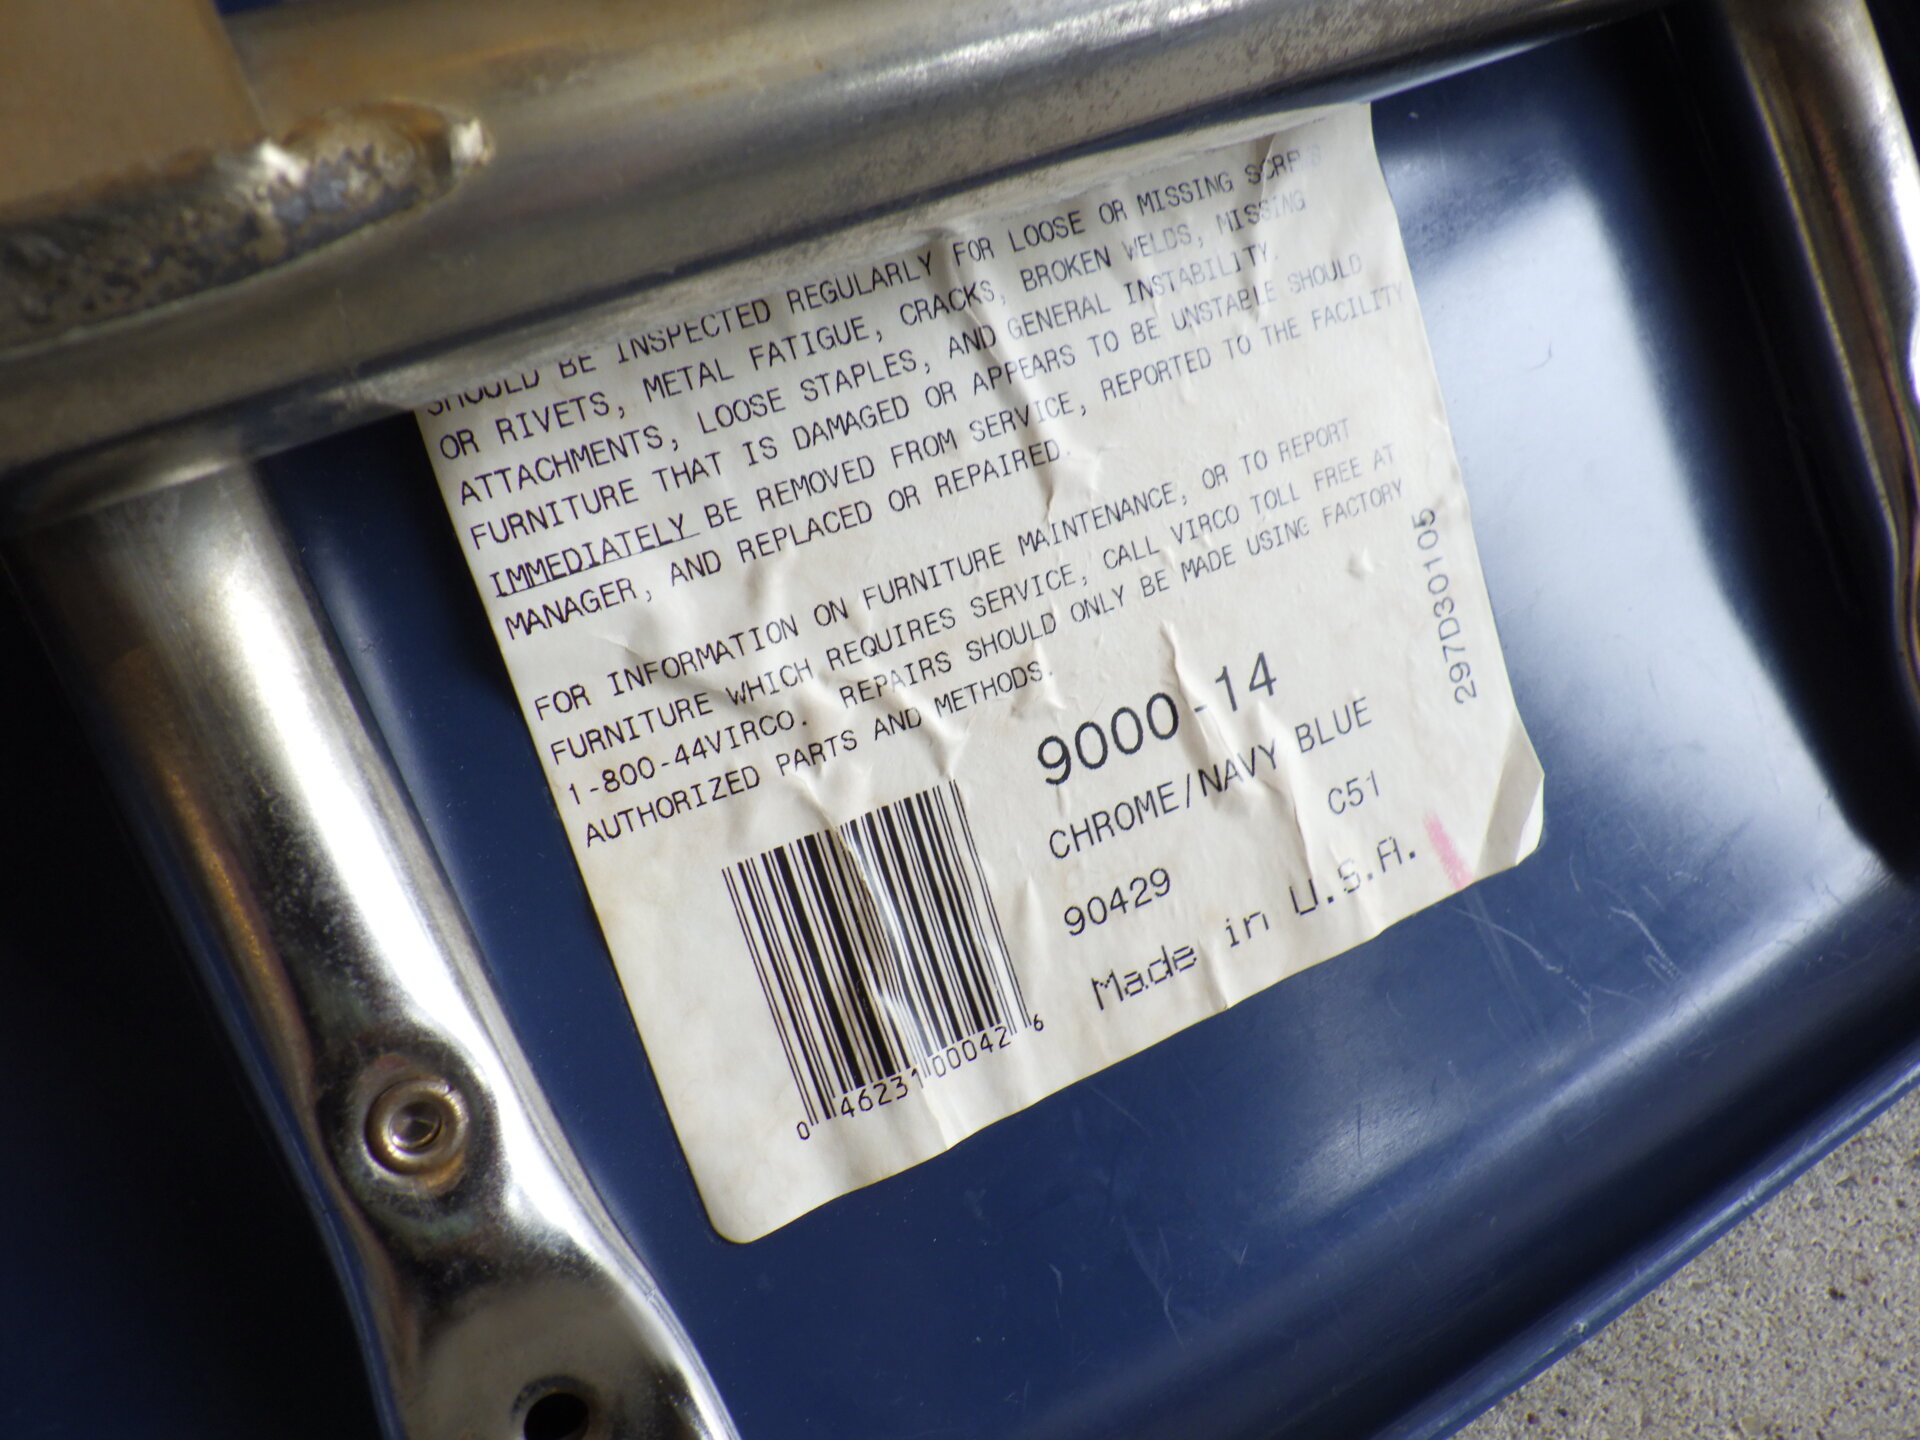 SHOULD BE INSPECTED REGULARLY FOR LOOSE OR MISSING
OR RIVETS, METAL FATIGUE, CRACKS, BROKEN WELDS, MISSING
ATTACHMENTS, LOOSE STAPLES, AND GENERAL INSTABILITY.
FURNITURE THAT IS DAMAGED OR APPEARS TO BE UNSTABLE SHOULD
IMMEDIATELY BE REMOVED FROM SERVICE, REPORTED TO THE FACILITY
MANAGER, AND REPLACED OR REPAIRED.
FOR INFORMATION ON FURNITURE MAINTENANCE, OR TO REPORT
FURNITURE WHICH REQUIRES SERVICE, CALL VIRCO TOLL FREE AT
1-800-44VIRCO. REPAIRS SHOULD ONLY BE MADE USING FACTORY
AUTHORIZED PARTS AND METHODS.
297D30105
9000-14
CHROME/NAVY BLUE
C51
90429
Made in U.S.A.
0 46231 00042 6